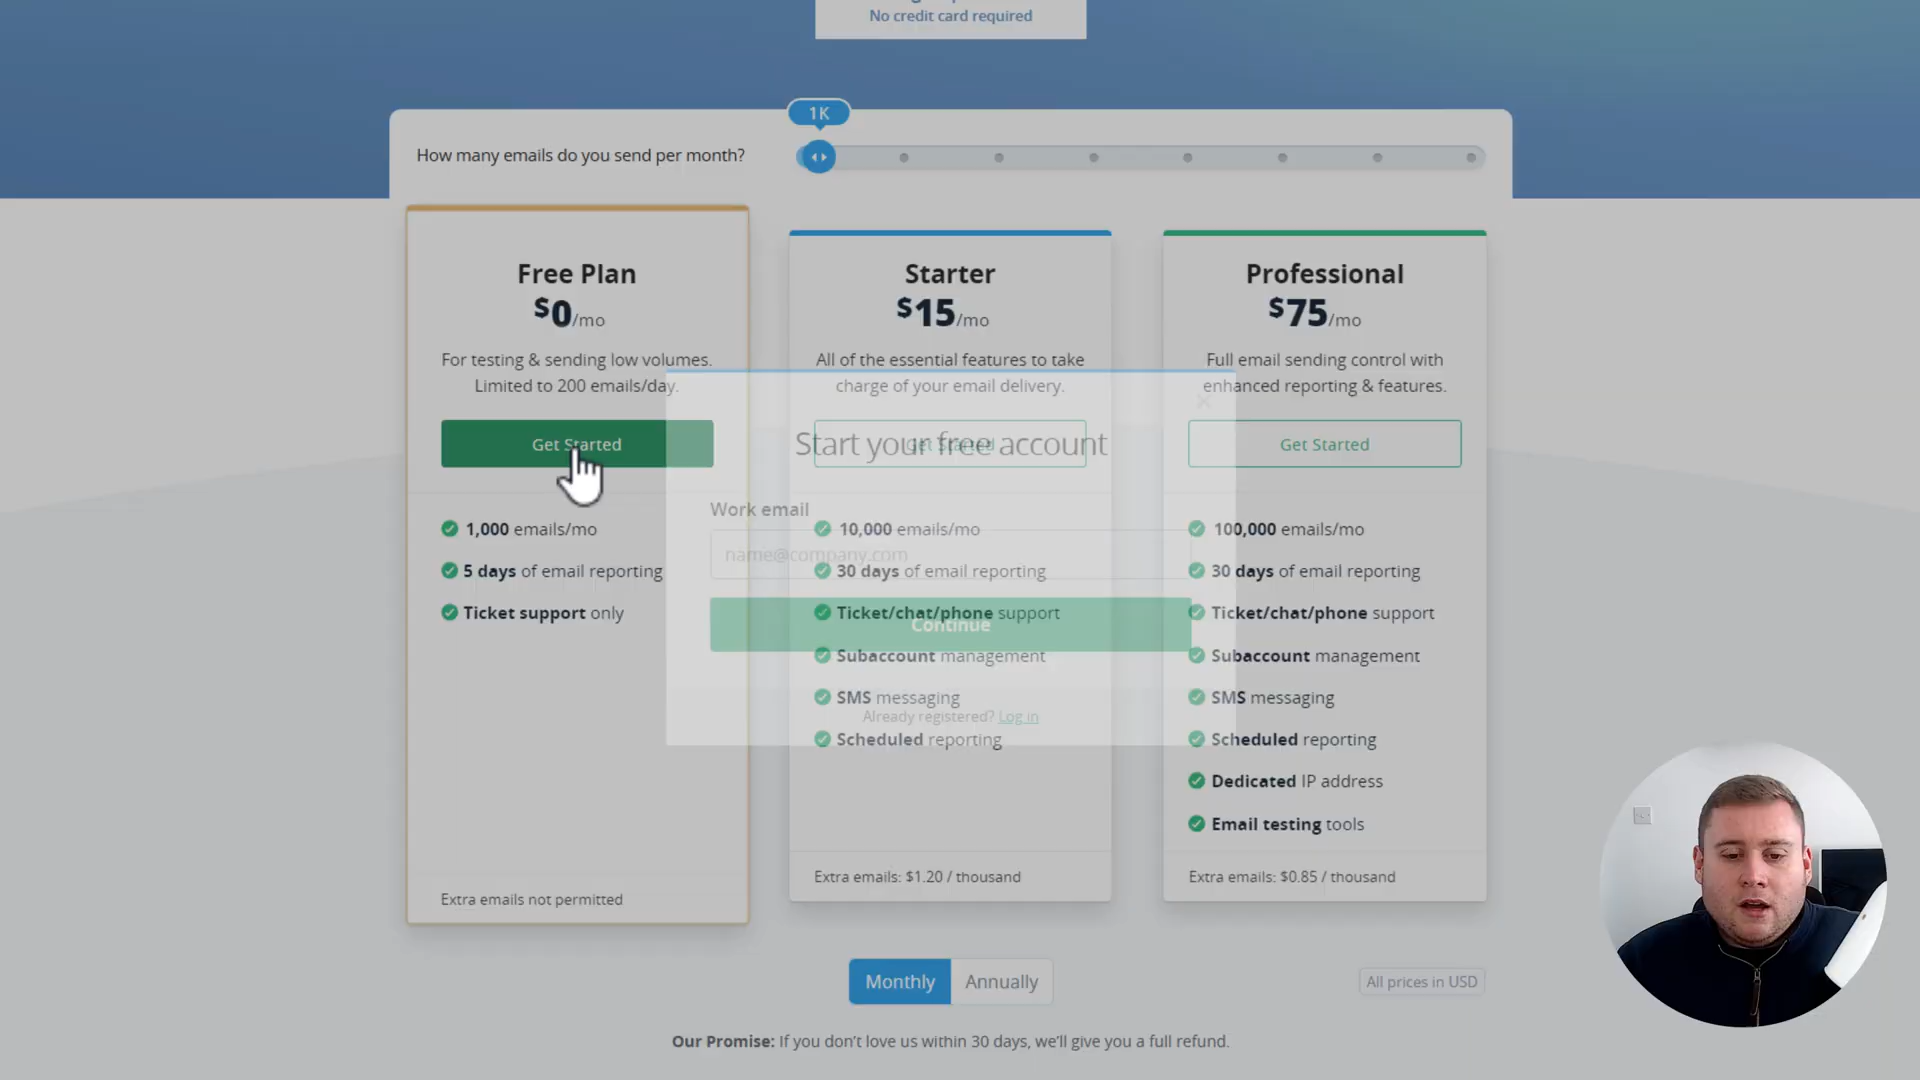 No credit card required
1K
How many emails do you send per month?
Free Plan
$0/mo
For testing & sending low volumes.
Limited to 200 emails/day.
Get Started
1,000 emails/mo
5 days of email reporting
Ticket support only
Extra emails not permitted
Starter
$15/mo
All of the essential features to take
charge of your email delivery.
Get Started
10,000 emails/mo
30 days of email reporting
Ticket/chat/phone support
Subaccount management
SMS messaging
Scheduled reporting
Extra emails: $1.20 / thousand
Professional
$75/mo
Full email sending control with
enhanced reporting & features.
Get Started
100,000 emails/mo
30 days of email reporting
Ticket/chat/phone support
Subaccount management
SMS messaging
Scheduled reporting
Dedicated IP address
Email testing tools
Extra emails: $0.85 / thousand
Start your free account
Work email
name@company.com
Continue
Already registered? Log in
Monthly
Annually
All prices in USD
Our Promise: If you don’t love us within 30 days, we’ll give you a full refund.